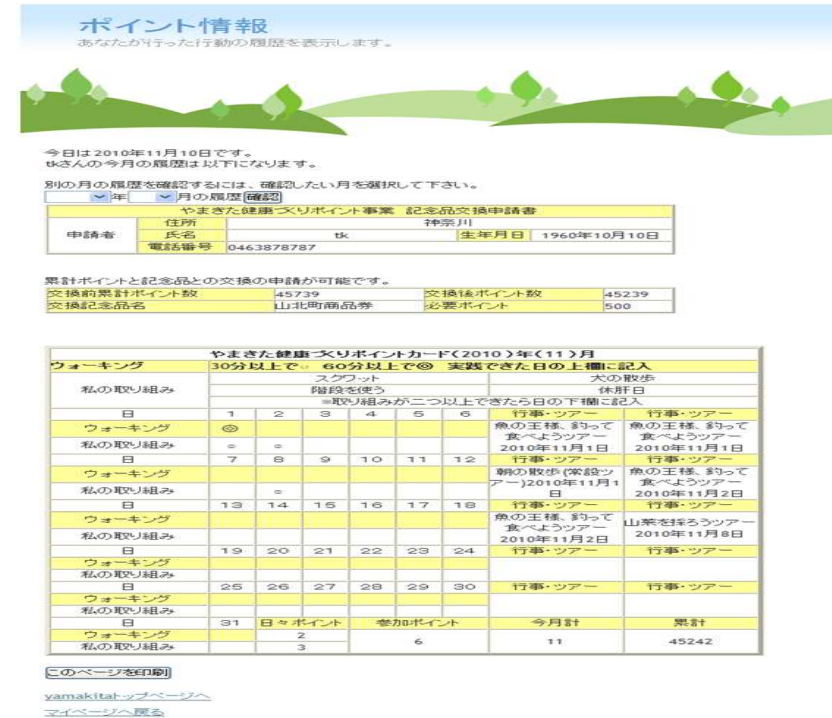 ポイント情報
あなたが行った行動の履歴を表示します。
今日は2010年11月10日です。
tkさんの今月の履歴は以下になります。
別の月の履歴を確認するには、確認したい月を選択して下さい。
年 月の履歴 確認
やまきた健康づくりポイント事業 記念品交換申請書
申請者 住所 神奈川
氏名 tk 生年月日 1960年10月10日
電話番号 0463878787
累計ポイントと記念品との交換の申請が可能です。
交換前累計ポイント数 45739 交換後ポイント数 45239
交換記念品名 山北町商品券 必要ポイント 500
やまきた健康づくりポイントカード(2010)年(11)月
ウォーキング 30分以上で○ 60分以上で◎ 実践できた日の上欄に記入
私の取り組み スクワット 犬の散歩
階段を使う 休肝日
※取り組みが二つ以上できたら日の下欄に記入
日 1 2 3 4 5 6 行事・ツアー 行事・ツアー
ウォーキング ◎ 魚の王様、釣って食べようツアー2010年11月1日 魚の王様、釣って食べようツアー2010年11月1日
私の取り組み ○ ○
日 7 8 9 10 11 12 行事・ツアー 行事・ツアー
ウォーキング 朝の散歩(常設ツアー)2010年11月1日 魚の王様、釣って食べようツアー2010年11月2日
私の取り組み ○
日 13 14 15 16 17 18 行事・ツアー 行事・ツアー
ウォーキング 魚の王様、釣って食べようツアー2010年11月2日 山菜を採ろうツアー2010年11月8日
私の取り組み
日 19 20 21 22 23 24 行事・ツアー 行事・ツアー
ウォーキング
私の取り組み
日 25 26 27 28 29 30 行事・ツアー 行事・ツアー
ウォーキング
私の取り組み
日 31 日々ポイント 参加ポイント 今月計 累計
ウォーキング 2 6 11 45242
私の取り組み 3
このページを印刷
yamakitaトップページへ
マイページへ戻る